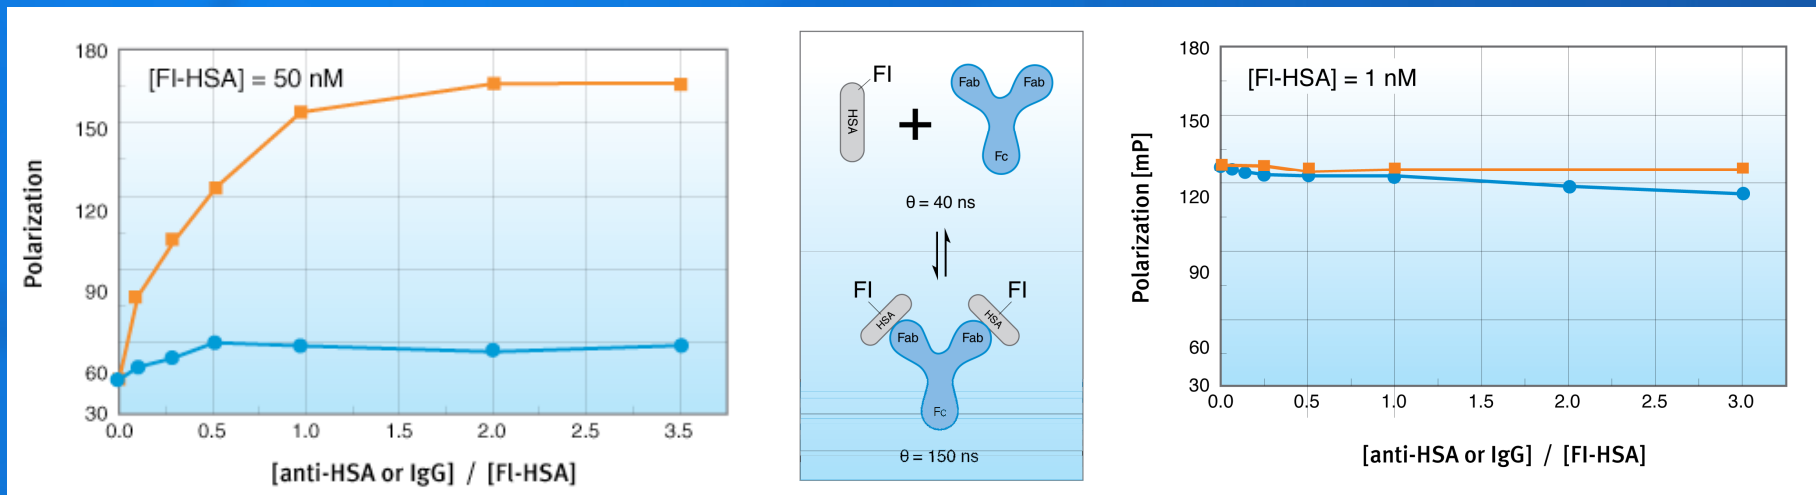 180
150
120
90
60
30
Polarization
[Fl-HSA] = 50 nM
0.0 0.5 1.0 1.5 2.0 2.5 3.5
[anti-HSA or IgG] / [Fl-HSA]
Fl
HSA
+
Fab Fab
Fc
θ = 40 ns
Fl Fl
HSA HSA
Fab Fab
Fc
θ = 150 ns
180
150
120
90
60
30
Polarization [mP]
[Fl-HSA] = 1 nM
0.0 0.5 1.0 1.5 2.0 2.5 3.0
[anti-HSA or IgG] / [Fl-HSA]